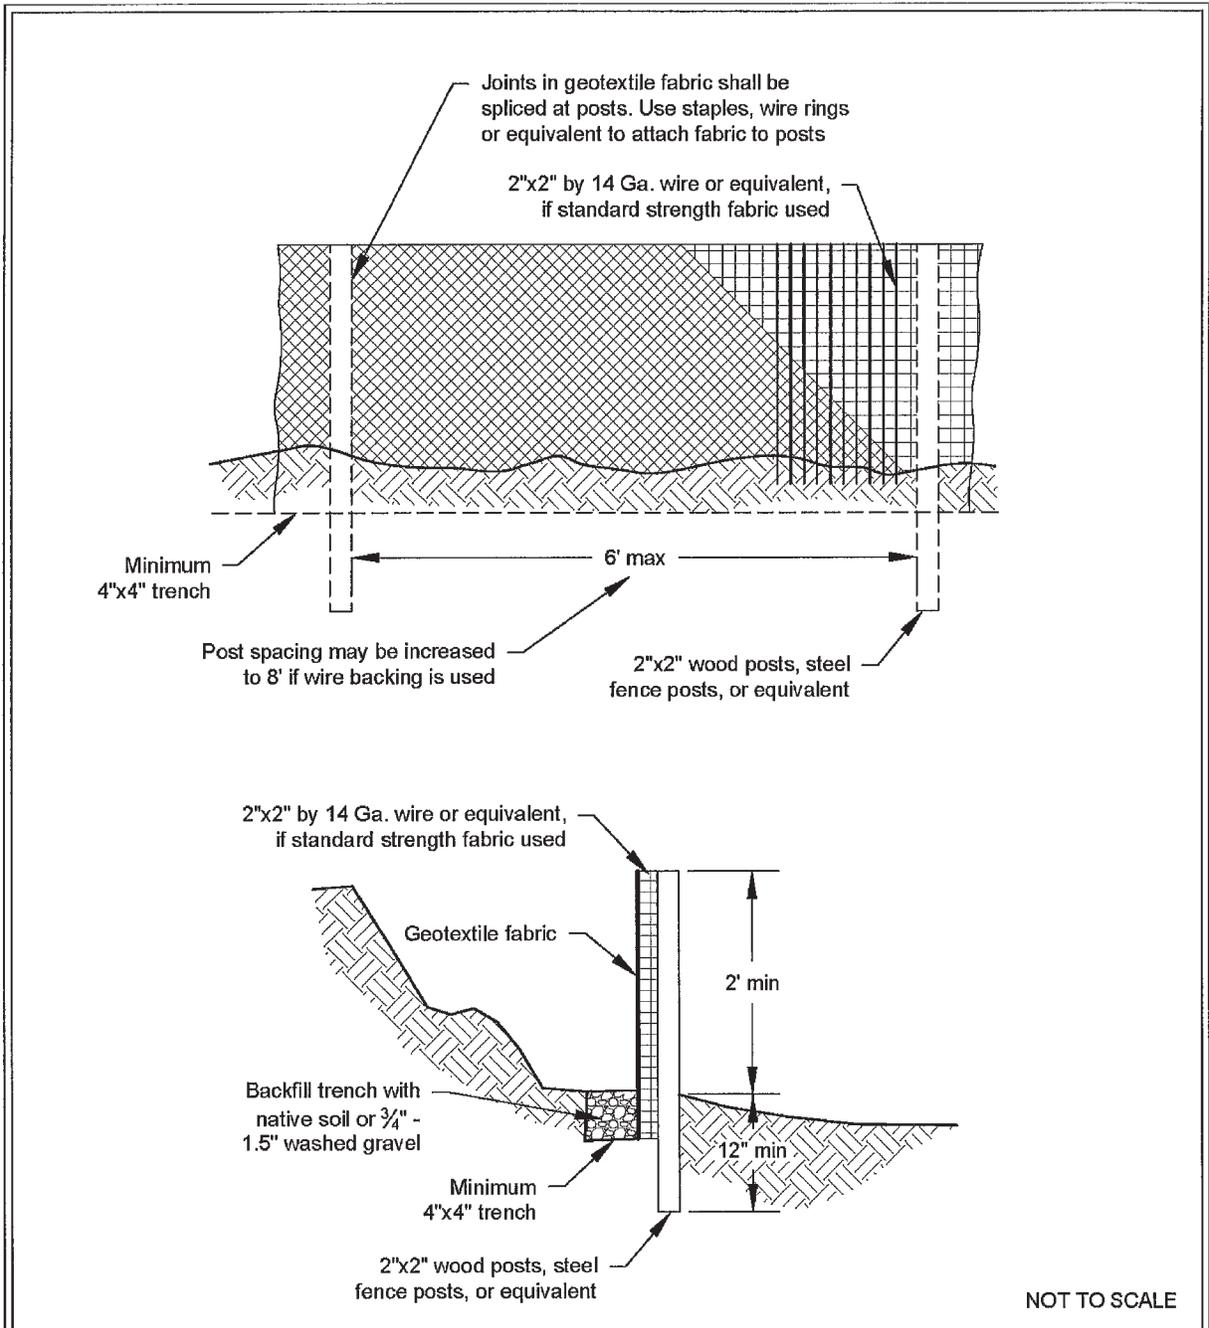 Joints in geotextile fabric shall be
spliced at posts. Use staples, wire rings
or equivalent to attach fabric to posts
2"x2" by 14 Ga. wire or equivalent,
if standard strength fabric used
Minimum
4"x4" trench
6' max
Post spacing may be increased
to 8' if wire backing is used
2"x2" wood posts, steel
fence posts, or equivalent
2"x2" by 14 Ga. wire or equivalent,
if standard strength fabric used
Geotextile fabric
2' min
Backfill trench with
native soil or ¾" -
1.5" washed gravel
12" min
Minimum
4"x4" trench
2"x2" wood posts, steel
fence posts, or equivalent
NOT TO SCALE